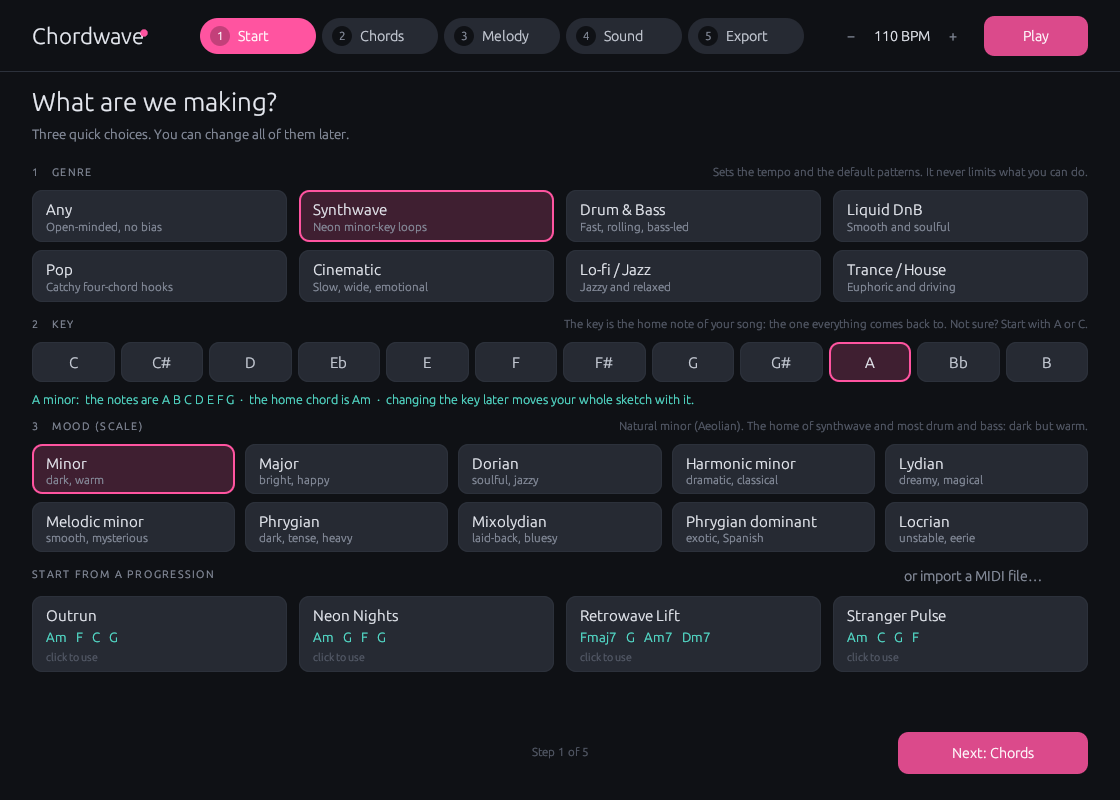 Chordwave
1 Start
2 Chords
3 Melody
4 Sound
5 Export
− 110 BPM +
Play
What are we making?
Three quick choices. You can change all of them later.
1 GENRE
Sets the tempo and the default patterns. It never limits what you can do.
Any
Open-minded, no bias
Synthwave
Neon minor-key loops
Drum & Bass
Fast, rolling, bass-led
Liquid DnB
Smooth and soulful
Pop
Catchy four-chord hooks
Cinematic
Slow, wide, emotional
Lo-fi / Jazz
Jazzy and relaxed
Trance / House
Euphoric and driving
2 KEY
The key is the home note of your song: the one everything comes back to. Not sure? Start with A or C.
C C# D Eb E F F# G G# A Bb B
A minor: the notes are A B C D E F G · the home chord is Am · changing the key later moves your whole sketch with it.
3 MOOD (SCALE)
Natural minor (Aeolian). The home of synthwave and most drum and bass: dark but warm.
Minor
dark, warm
Major
bright, happy
Dorian
soulful, jazzy
Harmonic minor
dramatic, classical
Lydian
dreamy, magical
Melodic minor
smooth, mysterious
Phrygian
dark, tense, heavy
Mixolydian
laid-back, bluesy
Phrygian dominant
exotic, Spanish
Locrian
unstable, eerie
START FROM A PROGRESSION
or import a MIDI file…
Outrun
Am F C G
click to use
Neon Nights
Am G F G
click to use
Retrowave Lift
Fmaj7 G Am7 Dm7
click to use
Stranger Pulse
Am C G F
click to use
Step 1 of 5
Next: Chords